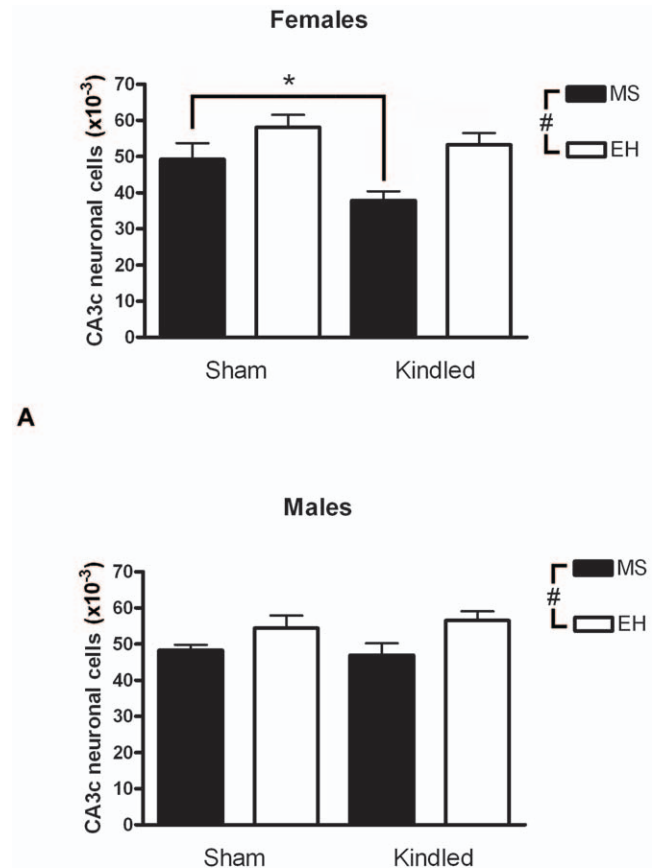 Females
CA3c neuronal cells (x10⁻³)
70
60
50
40
30
20
10
0
*
MS
#
EH
Sham Kindled
A
Males
CA3c neuronal cells (x10⁻³)
70
60
50
40
30
20
10
0
MS
#
EH
Sham Kindled